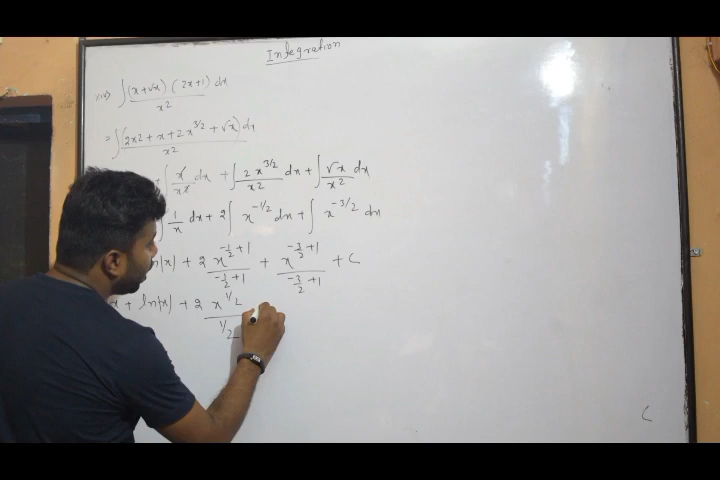 Integration
∫ (x+√x) (2x+1) dx / x2
= ∫ (2x2 + x + 2x^3/2 + √x) dx / x2
∫ x/x x dx + ∫ 2x^3/2 / x2 dx + ∫ √x / x2 dx
∫ 1/x dx + 2 ∫ x^-1/2 dx + ∫ x^-3/2 dx
ln|x| + 2 x^-1/2+1 / -1/2+1 + x^-3/2+1 / -3/2+1 + C
x + ln|x| + 2 x^1/2 / 1/2
C